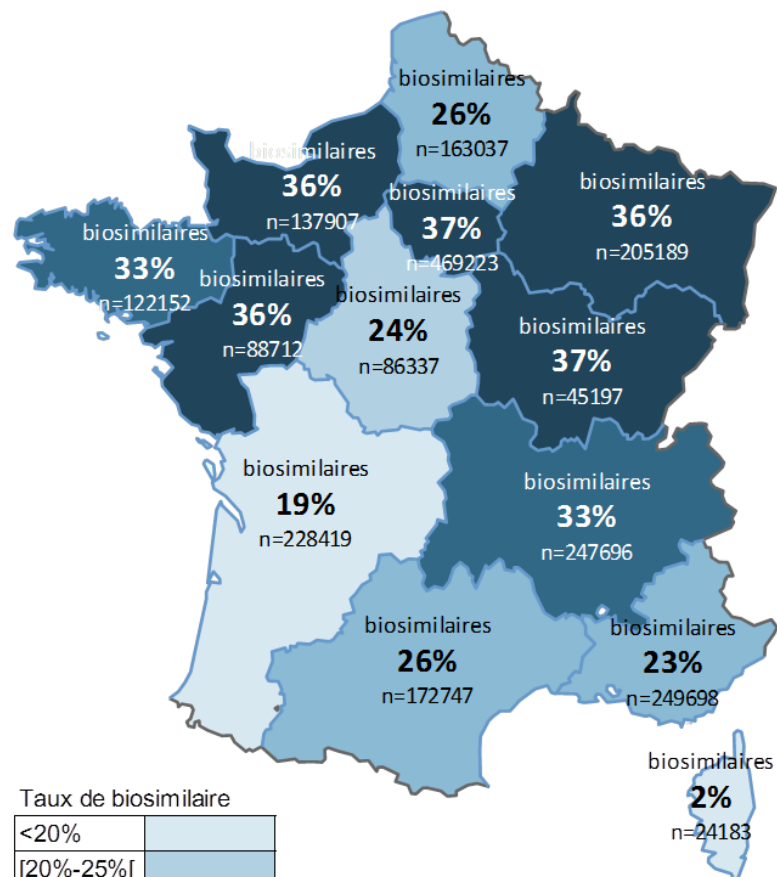 biosimilaires
26%
n=163037
biosimilaires
36%
n=137907
biosimilaires
37%
n=469223
biosimilaires
36%
n=205189
biosimilaires
33%
n=122152
biosimilaires
36%
n=88712
biosimilaires
24%
n=86337
biosimilaires
37%
n=45197
biosimilaires
19%
n=228419
biosimilaires
33%
n=247696
biosimilaires
26%
n=172747
biosimilaires
23%
n=249698
biosimilaires
2%
n=24183
Taux de biosimilaire
<20%
[20%-25%[